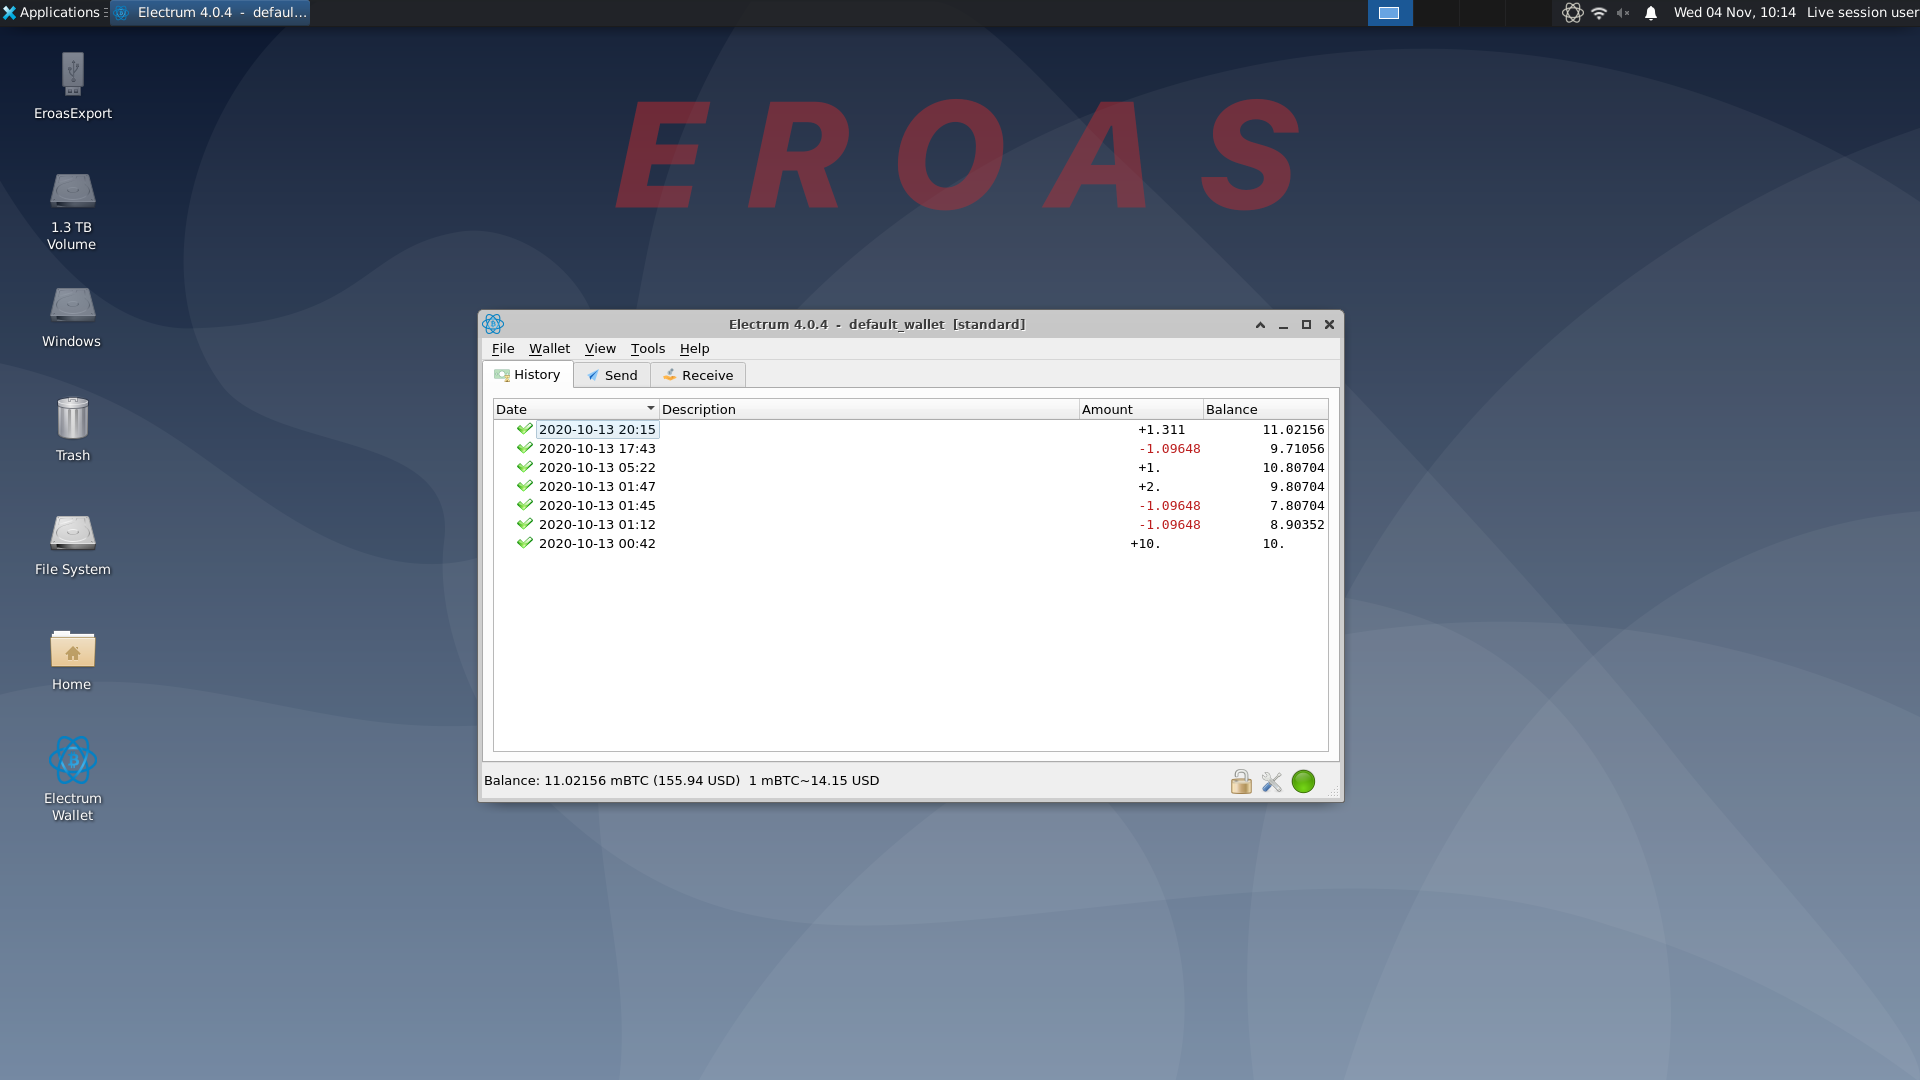 Applications
Electrum 4.0.4 - defaul...
Wed 04 Nov, 10:14
Live session user
EROAS
EroasExport
1.3 TB
Volume
Windows
Trash
File System
Home
Electrum
Wallet
Electrum 4.0.4 - default_wallet [standard]
File Wallet View Tools Help
History Send Receive
Date Description Amount Balance
2020-10-13 20:15 +1.311 11.02156
2020-10-13 17:43 -1.09648 9.71056
2020-10-13 05:22 +1. 10.80704
2020-10-13 01:47 +2. 9.80704
2020-10-13 01:45 -1.09648 7.80704
2020-10-13 01:12 -1.09648 8.90352
2020-10-13 00:42 +10. 10.
Balance: 11.02156 mBTC (155.94 USD) 1 mBTC~14.15 USD